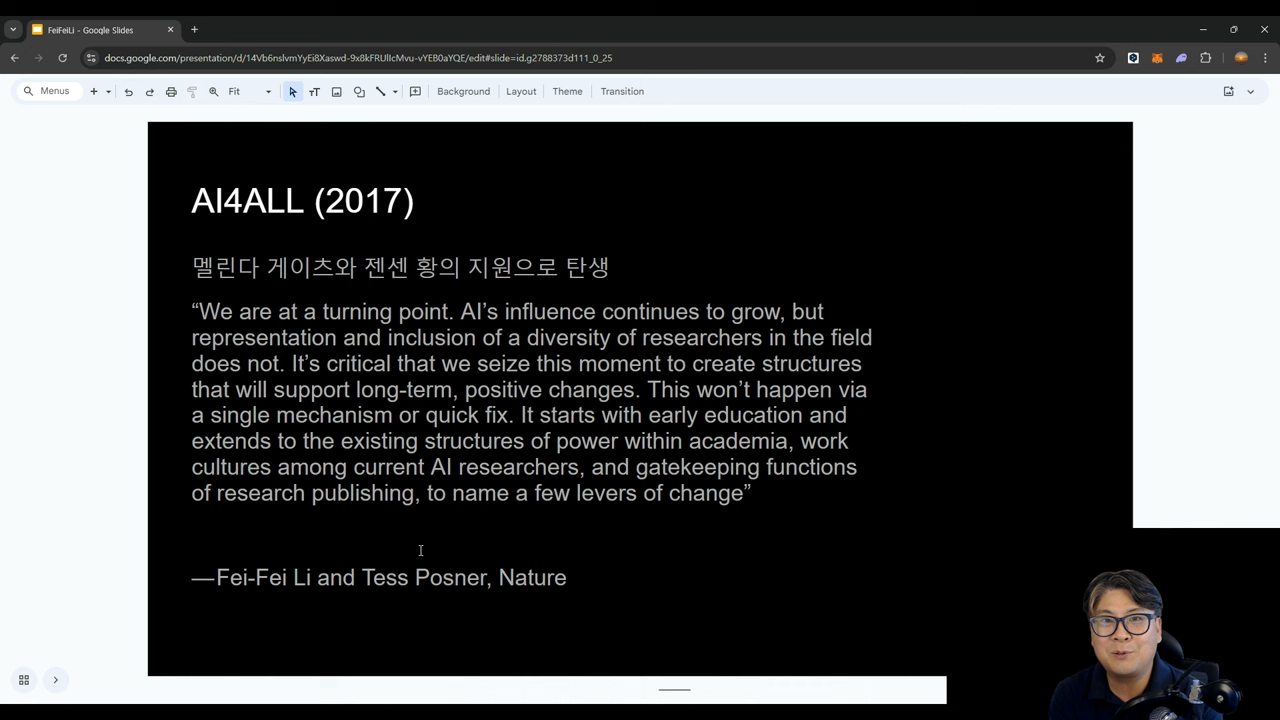 FeiFeiLi - Google Slides
docs.google.com/presentation/d/14Vb6nslvmYyEi8Xaswd-9x8kFRUllcMvu-vYEB0aYQE/edit#slide=id.g2788373d111_0_25
Menus
Fit
Background
Layout
Theme
Transition
AI4ALL (2017)
멜린다 게이츠와 젠센 황의 지원으로 탄생
“We are at a turning point. AI’s influence continues to grow, but
representation and inclusion of a diversity of researchers in the field
does not. It’s critical that we seize this moment to create structures
that will support long-term, positive changes. This won’t happen via
a single mechanism or quick fix. It starts with early education and
extends to the existing structures of power within academia, work
cultures among current AI researchers, and gatekeeping functions
of research publishing, to name a few levers of change”
—Fei-Fei Li and Tess Posner, Nature